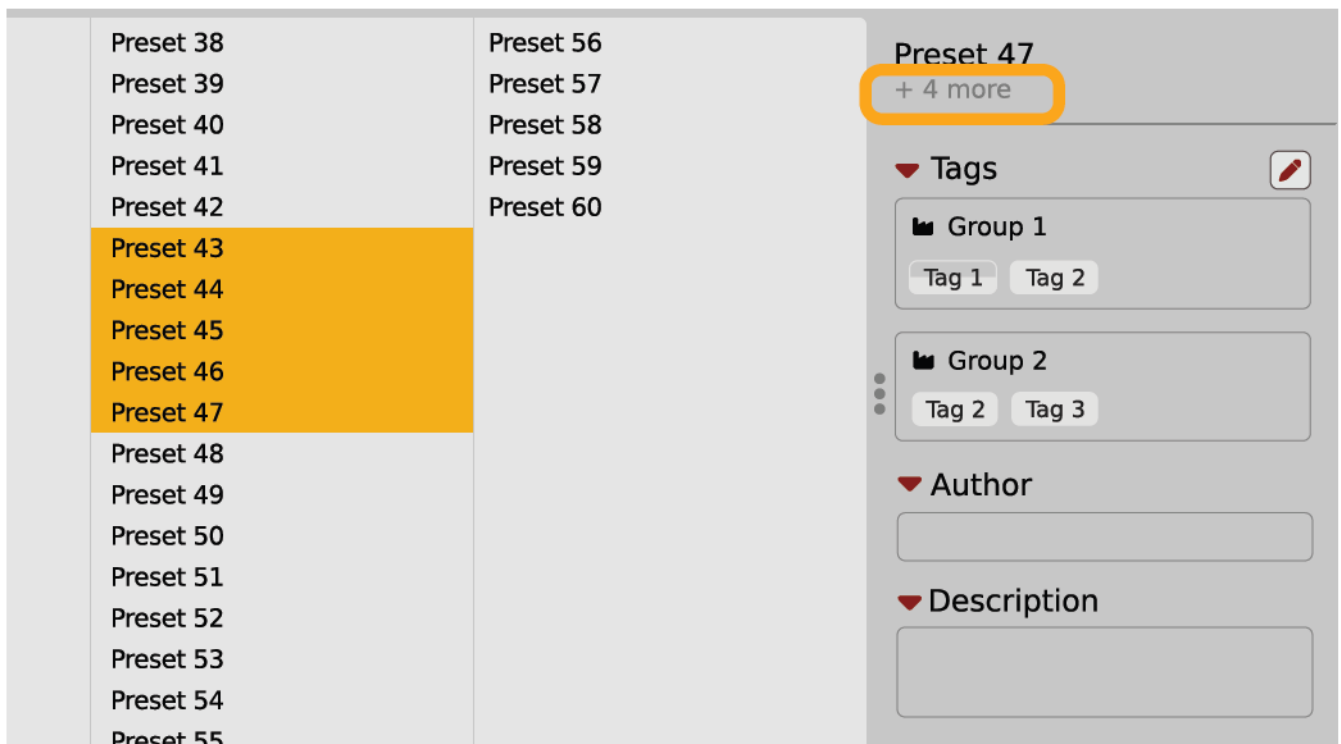 Preset 38
Preset 39
Preset 40
Preset 41
Preset 42
Preset 43
Preset 44
Preset 45
Preset 46
Preset 47
Preset 48
Preset 49
Preset 50
Preset 51
Preset 52
Preset 53
Preset 54
Preset 55
Preset 56
Preset 57
Preset 58
Preset 59
Preset 60
Preset 47
+ 4 more
Tags
Group 1
Tag 1 Tag 2
Group 2
Tag 2 Tag 3
Author
Description